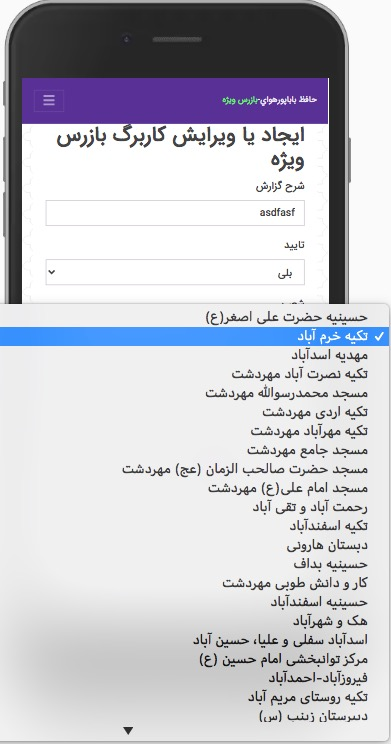 حافظ باباپورهواي-بازرس ویژه
ایجاد یا ویرایش کاربرگ بازرس
ویژه
شرح گزارش
asdfasf
تایید
بلی
حسینیه حضرت علی اصغر(ع)
✓ تکیه خرم آباد
مهدیه اسدآباد
تکیه نصرت آباد مهردشت
مسجد محمدرسوالله مهردشت
تکیه اردی مهردشت
تکیه مهرآباد مهردشت
مسجد جامع مهردشت
مسجد حضرت صالحب الزمان (عج) مهردشت
مسجد امام علی(ع) مهردشت
رحمت آباد و تقی آباد
تکیه اسفندآباد
دبستان هارونی
حسینیه بداف
کار و دانش طوبی مهردشت
حسینیه اسفندآباد
هک و شهرآباد
اسدآباد سفلی و علیا، حسین آباد
مرکز توانبخشی امام حسین (ع)
فیروزآباد-احمدآباد
تکیه روستای مریم آباد
دبیرستان زینب (س)